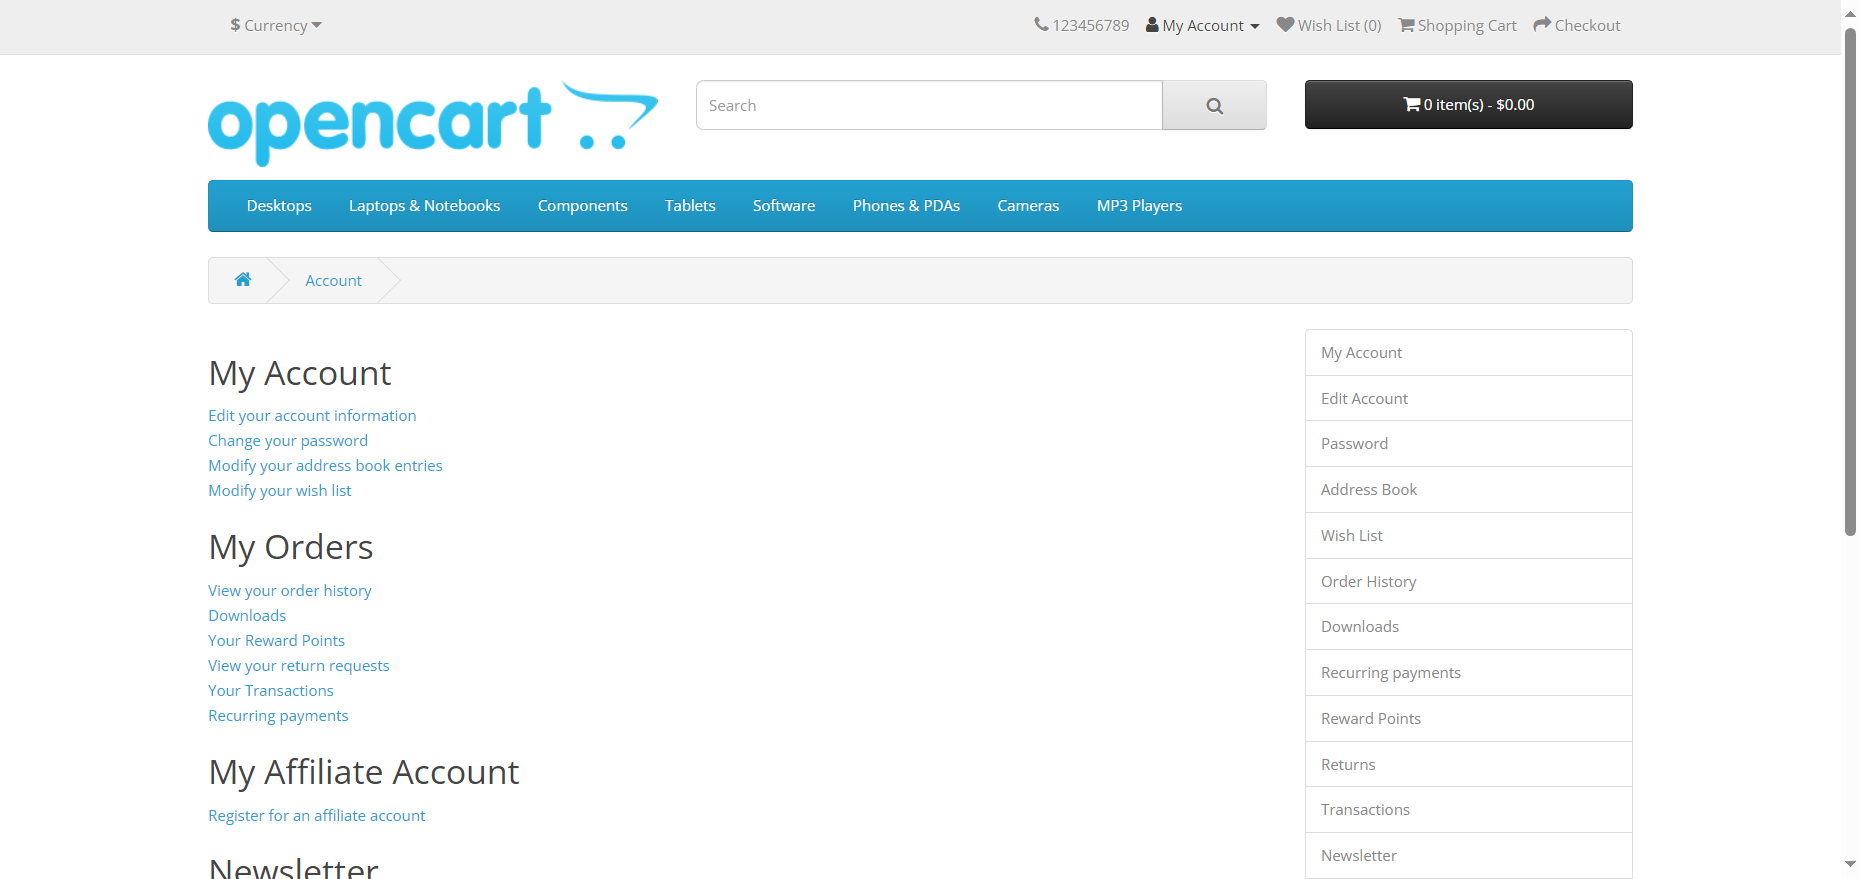 $ Currency
123456789 My Account Wish List (0) Shopping Cart Checkout
opencart
Search
0 item(s) - $0.00
Desktops Laptops & Notebooks Components Tablets Software Phones & PDAs Cameras MP3 Players
Account
My Account
Edit your account information
Change your password
Modify your address book entries
Modify your wish list
My Orders
View your order history
Downloads
Your Reward Points
View your return requests
Your Transactions
Recurring payments
My Affiliate Account
Register for an affiliate account
Newsletter
My Account
Edit Account
Password
Address Book
Wish List
Order History
Downloads
Recurring payments
Reward Points
Returns
Transactions
Newsletter